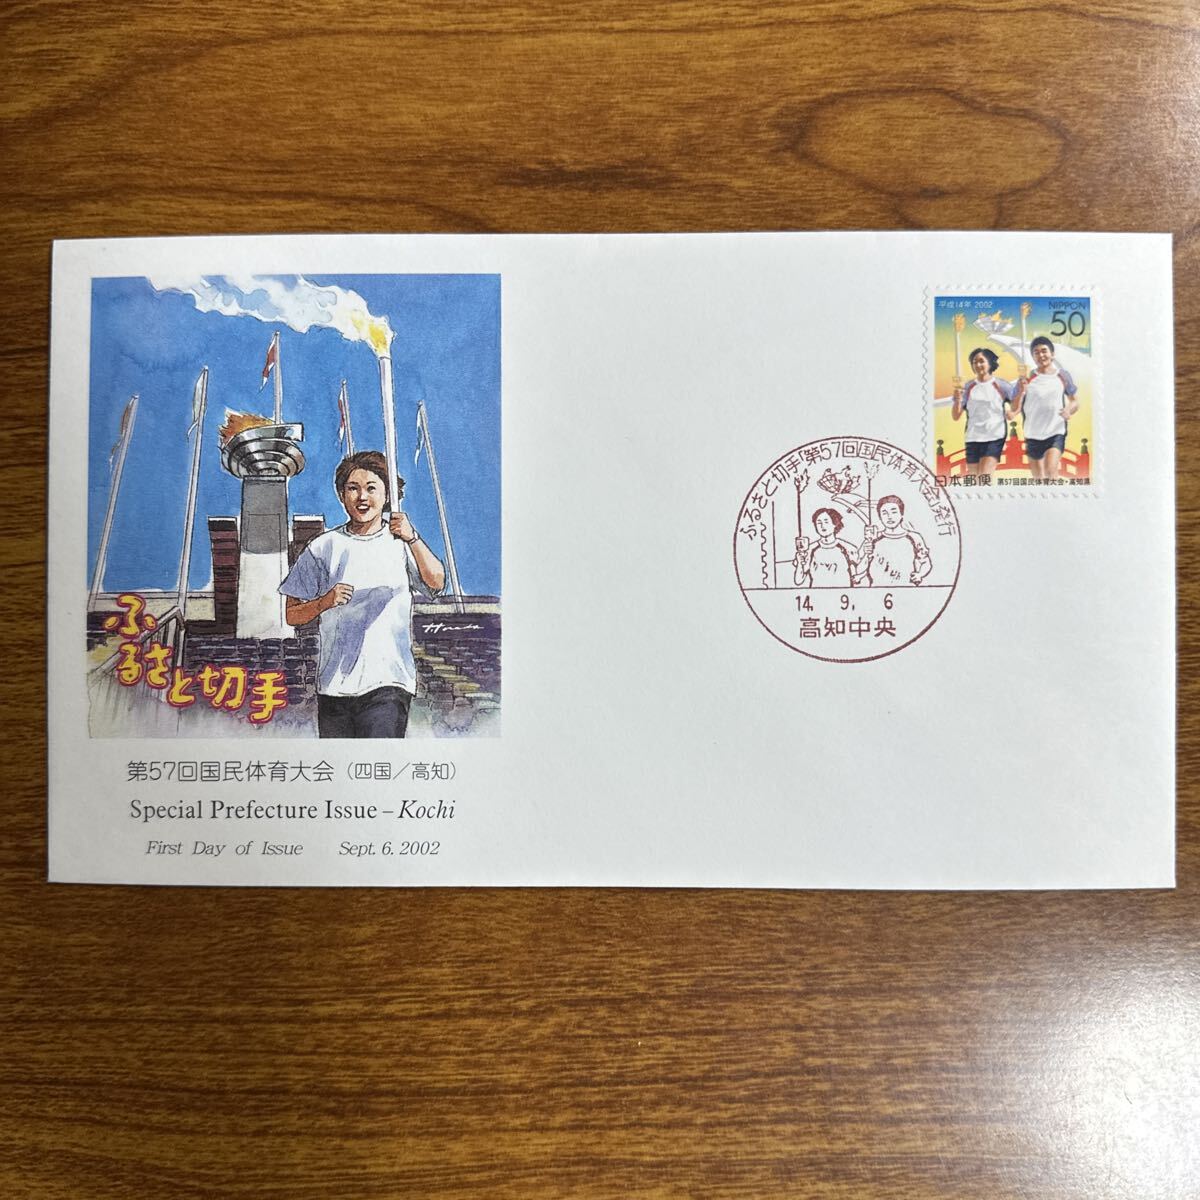 ふるさと切手
T. Honda
第57回国民体育大会（四国／高知）
Special Prefecture Issue – Kochi
First Day of Issue Sept. 6. 2002
平成14年 2002
NIPPON
50
日本郵便
第57回国民体育大会・高知県
ふるさと切手「第57回国民体育大会」発行
14. 9. 6
高知中央